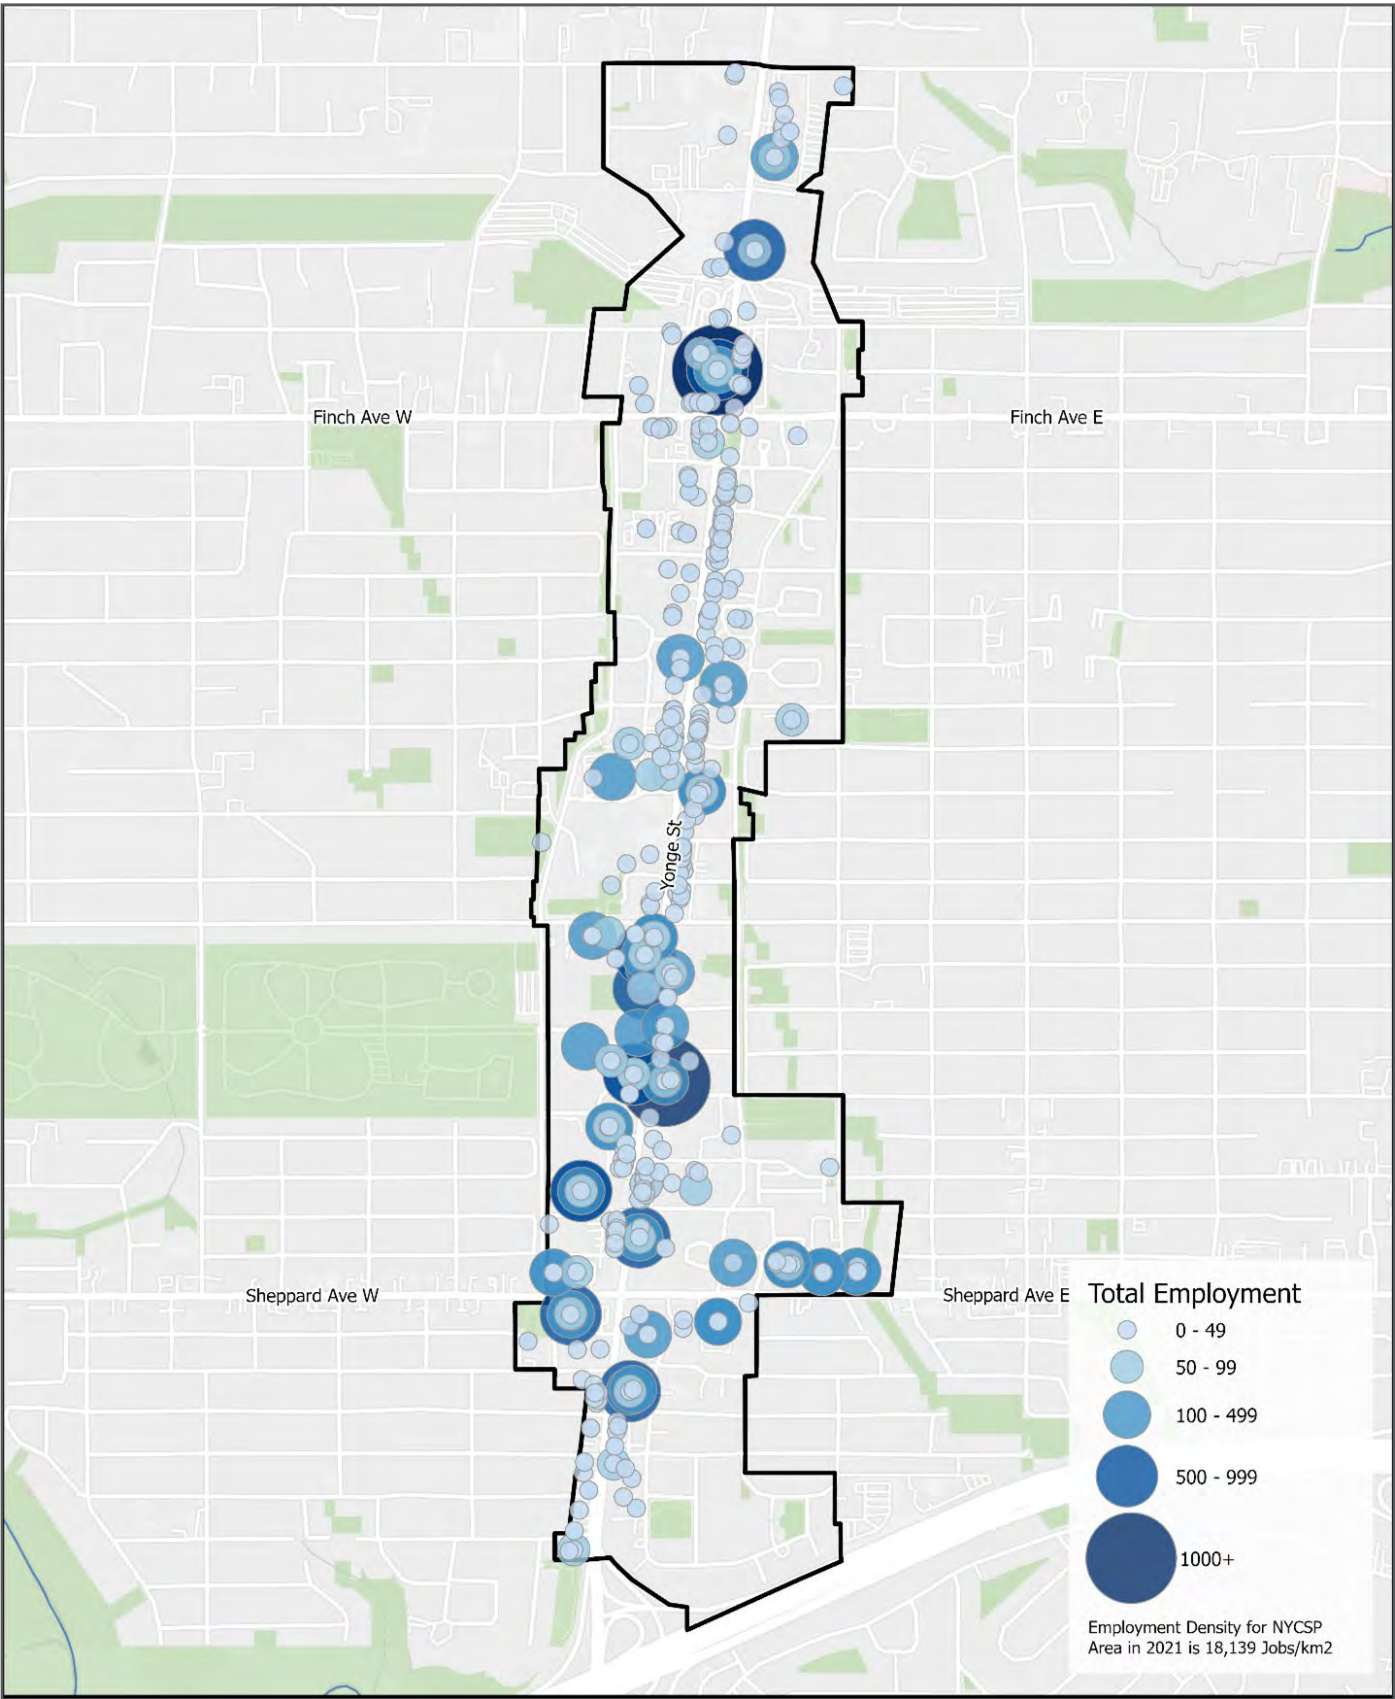 Finch Ave W
Finch Ave E
Yonge St
Sheppard Ave W
Sheppard Ave E
Total Employment
0 - 49
50 - 99
100 - 499
500 - 999
1000+
Employment Density for NYCSP
Area in 2021 is 18,139 Jobs/km2